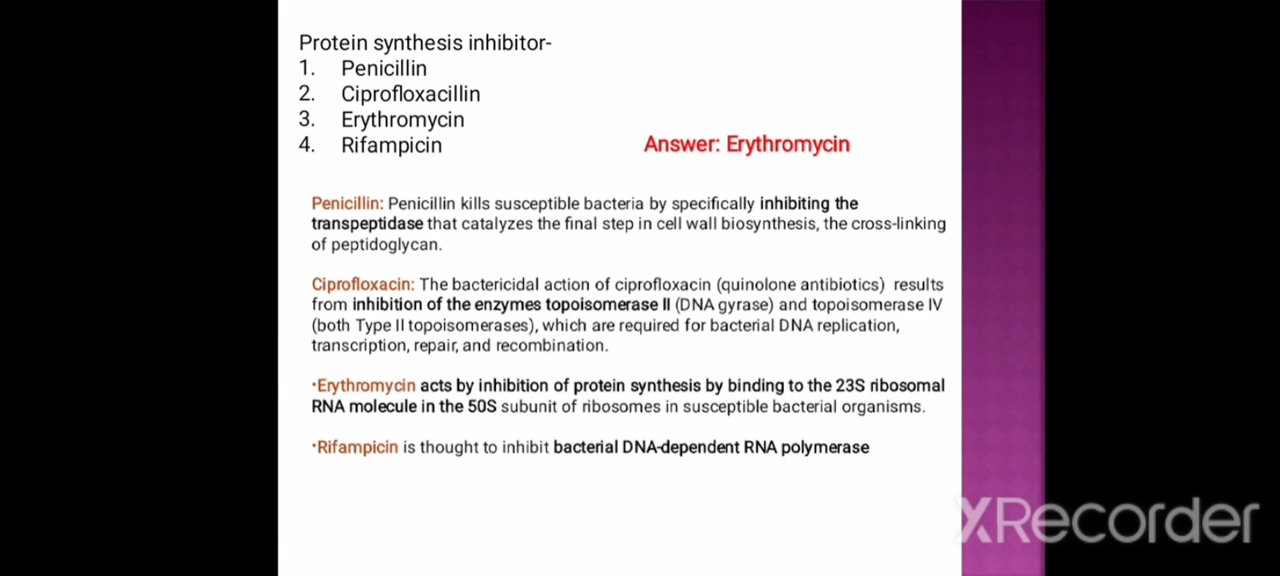 Protein synthesis inhibitor-
1. Penicillin
2. Ciprofloxacillin
3. Erythromycin
4. Rifampicin
Answer: Erythromycin
Penicillin: Penicillin kills susceptible bacteria by specifically inhibiting the
transpeptidase that catalyzes the final step in cell wall biosynthesis, the cross-linking
of peptidoglycan.
Ciprofloxacin: The bactericidal action of ciprofloxacin (quinolone antibiotics) results
from inhibition of the enzymes topoisomerase II (DNA gyrase) and topoisomerase IV
(both Type II topoisomerases), which are required for bacterial DNA replication,
transcription, repair, and recombination.
•Erythromycin acts by inhibition of protein synthesis by binding to the 23S ribosomal
RNA molecule in the 50S subunit of ribosomes in susceptible bacterial organisms.
•Rifampicin is thought to inhibit bacterial DNA-dependent RNA polymerase
XRecorder